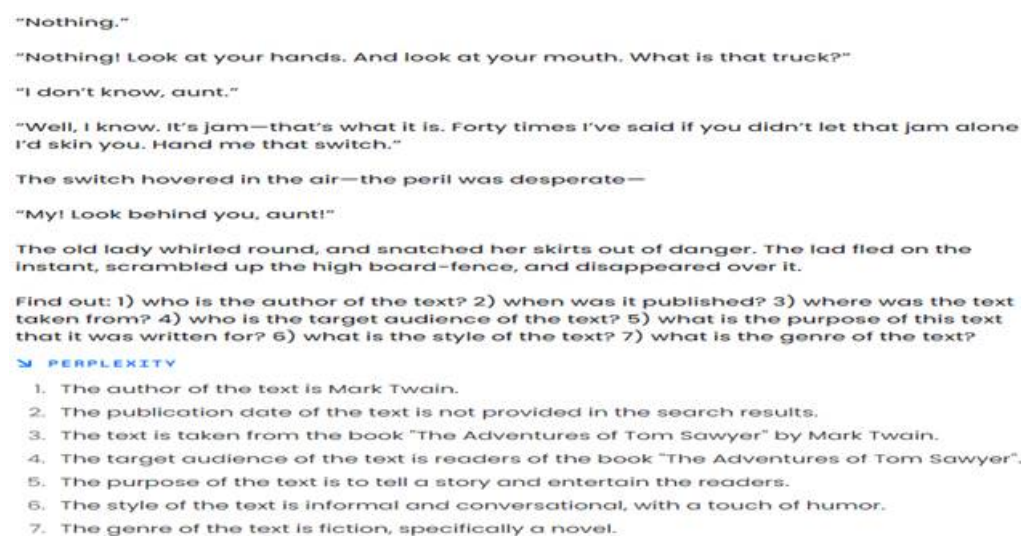 “Nothing.”
“Nothing! Look at your hands. And look at your mouth. What is that truck?”
“I don’t know, aunt.”
“Well, I know. It’s jam—that’s what it is. Forty times I’ve said if you didn’t let that jam alone
I’d skin you. Hand me that switch.”
The switch hovered in the air—the peril was desperate—
“My! Look behind you, aunt!”
The old lady whirled round, and snatched her skirts out of danger. The lad fled on the
instant, scrambled up the high board-fence, and disappeared over it.
Find out: 1) who is the author of the text? 2) when was it published? 3) where was the text
taken from? 4) who is the target audience of the text? 5) what is the purpose of this text
that it was written for? 6) what is the style of the text? 7) what is the genre of the text?
PERPLEXITY
1. The author of the text is Mark Twain.
2. The publication date of the text is not provided in the search results.
3. The text is taken from the book "The Adventures of Tom Sawyer" by Mark Twain.
4. The target audience of the text is readers of the book "The Adventures of Tom Sawyer".
5. The purpose of the text is to tell a story and entertain the readers.
6. The style of the text is informal and conversational, with a touch of humor.
7. The genre of the text is fiction, specifically a novel.